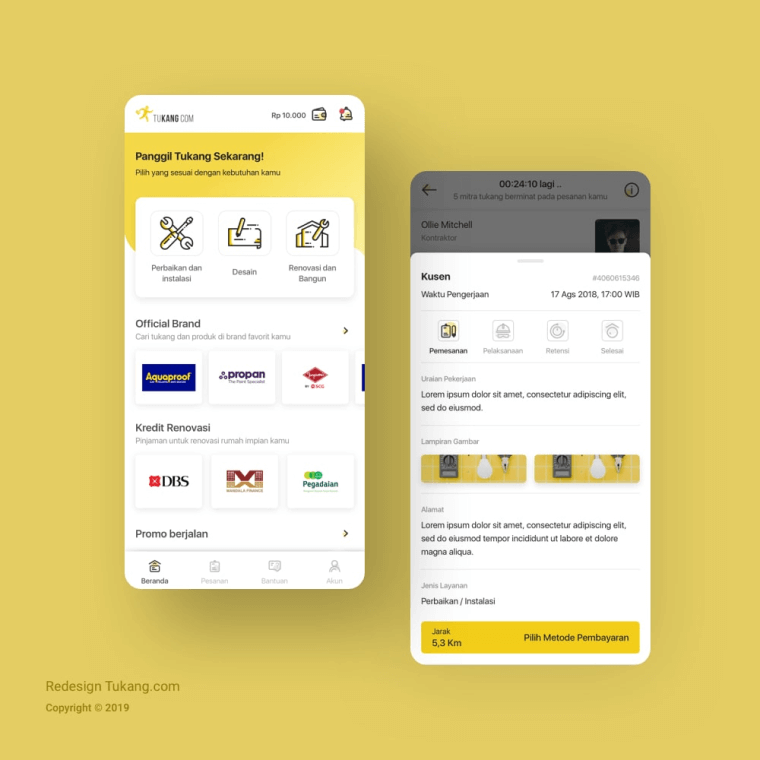 TUKANG.COM
Rp 10.000
Panggil Tukang Sekarang!
Pilih yang sesuai dengan kebutuhan kamu
Perbaikan dan
instalasi
Desain
Renovasi dan
Bangun
Official Brand
Cari tukang dan produk di brand favorit kamu
Aquaproof
propan
The Paint Specialist
Kredit Renovasi
Pinjaman untuk renovasi rumah impian kamu
DBS
MANDALA FINANCE
Pegadaian
Promo berjalan
Beranda
Pesanan
Bantuan
Akun
00:24:10 lagi ..
5 mitra tukang berminat pada pesanan kamu
Ollie Mitchell
Kontraktor
Kusen
#4060615346
Waktu Pengerjaan
17 Ags 2018, 17:00 WIB
Pemesanan
Pelaksanaan
Retensi
Selesai
Uraian Pekerjaan
Lorem ipsum dolor sit amet, consectetur adipiscing elit,
sed do eiusmod.
Lampiran Gambar
Alamat
Lorem ipsum dolor sit amet, consectetur adipiscing elit,
sed do eiusmod tempor incididunt ut labore et dolore
magna aliqua.
Jenis Layanan
Perbaikan / Instalasi
Jarak
5,3 Km
Pilih Metode Pembayaran
Redesign Tukang.com
Copyright © 2019